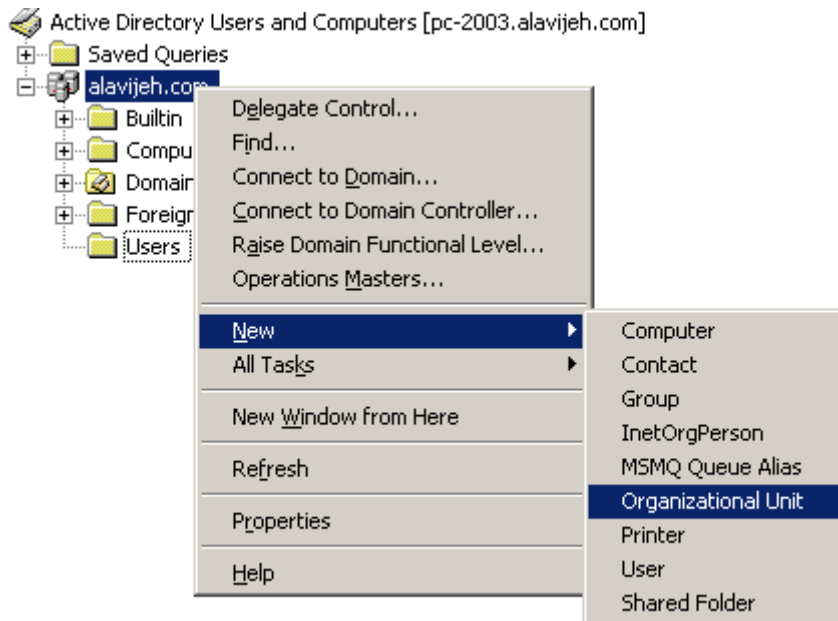 Active Directory Users and Computers [pc-2003.alavijeh.com]
Saved Queries
alavijeh.com
Builtin
Compu
Domain
Foreign
Users
Delegate Control...
Find...
Connect to Domain...
Connect to Domain Controller...
Raise Domain Functional Level...
Operations Masters...
New
All Tasks
New Window from Here
Refresh
Properties
Help
Computer
Contact
Group
InetOrgPerson
MSMQ Queue Alias
Organizational Unit
Printer
User
Shared Folder